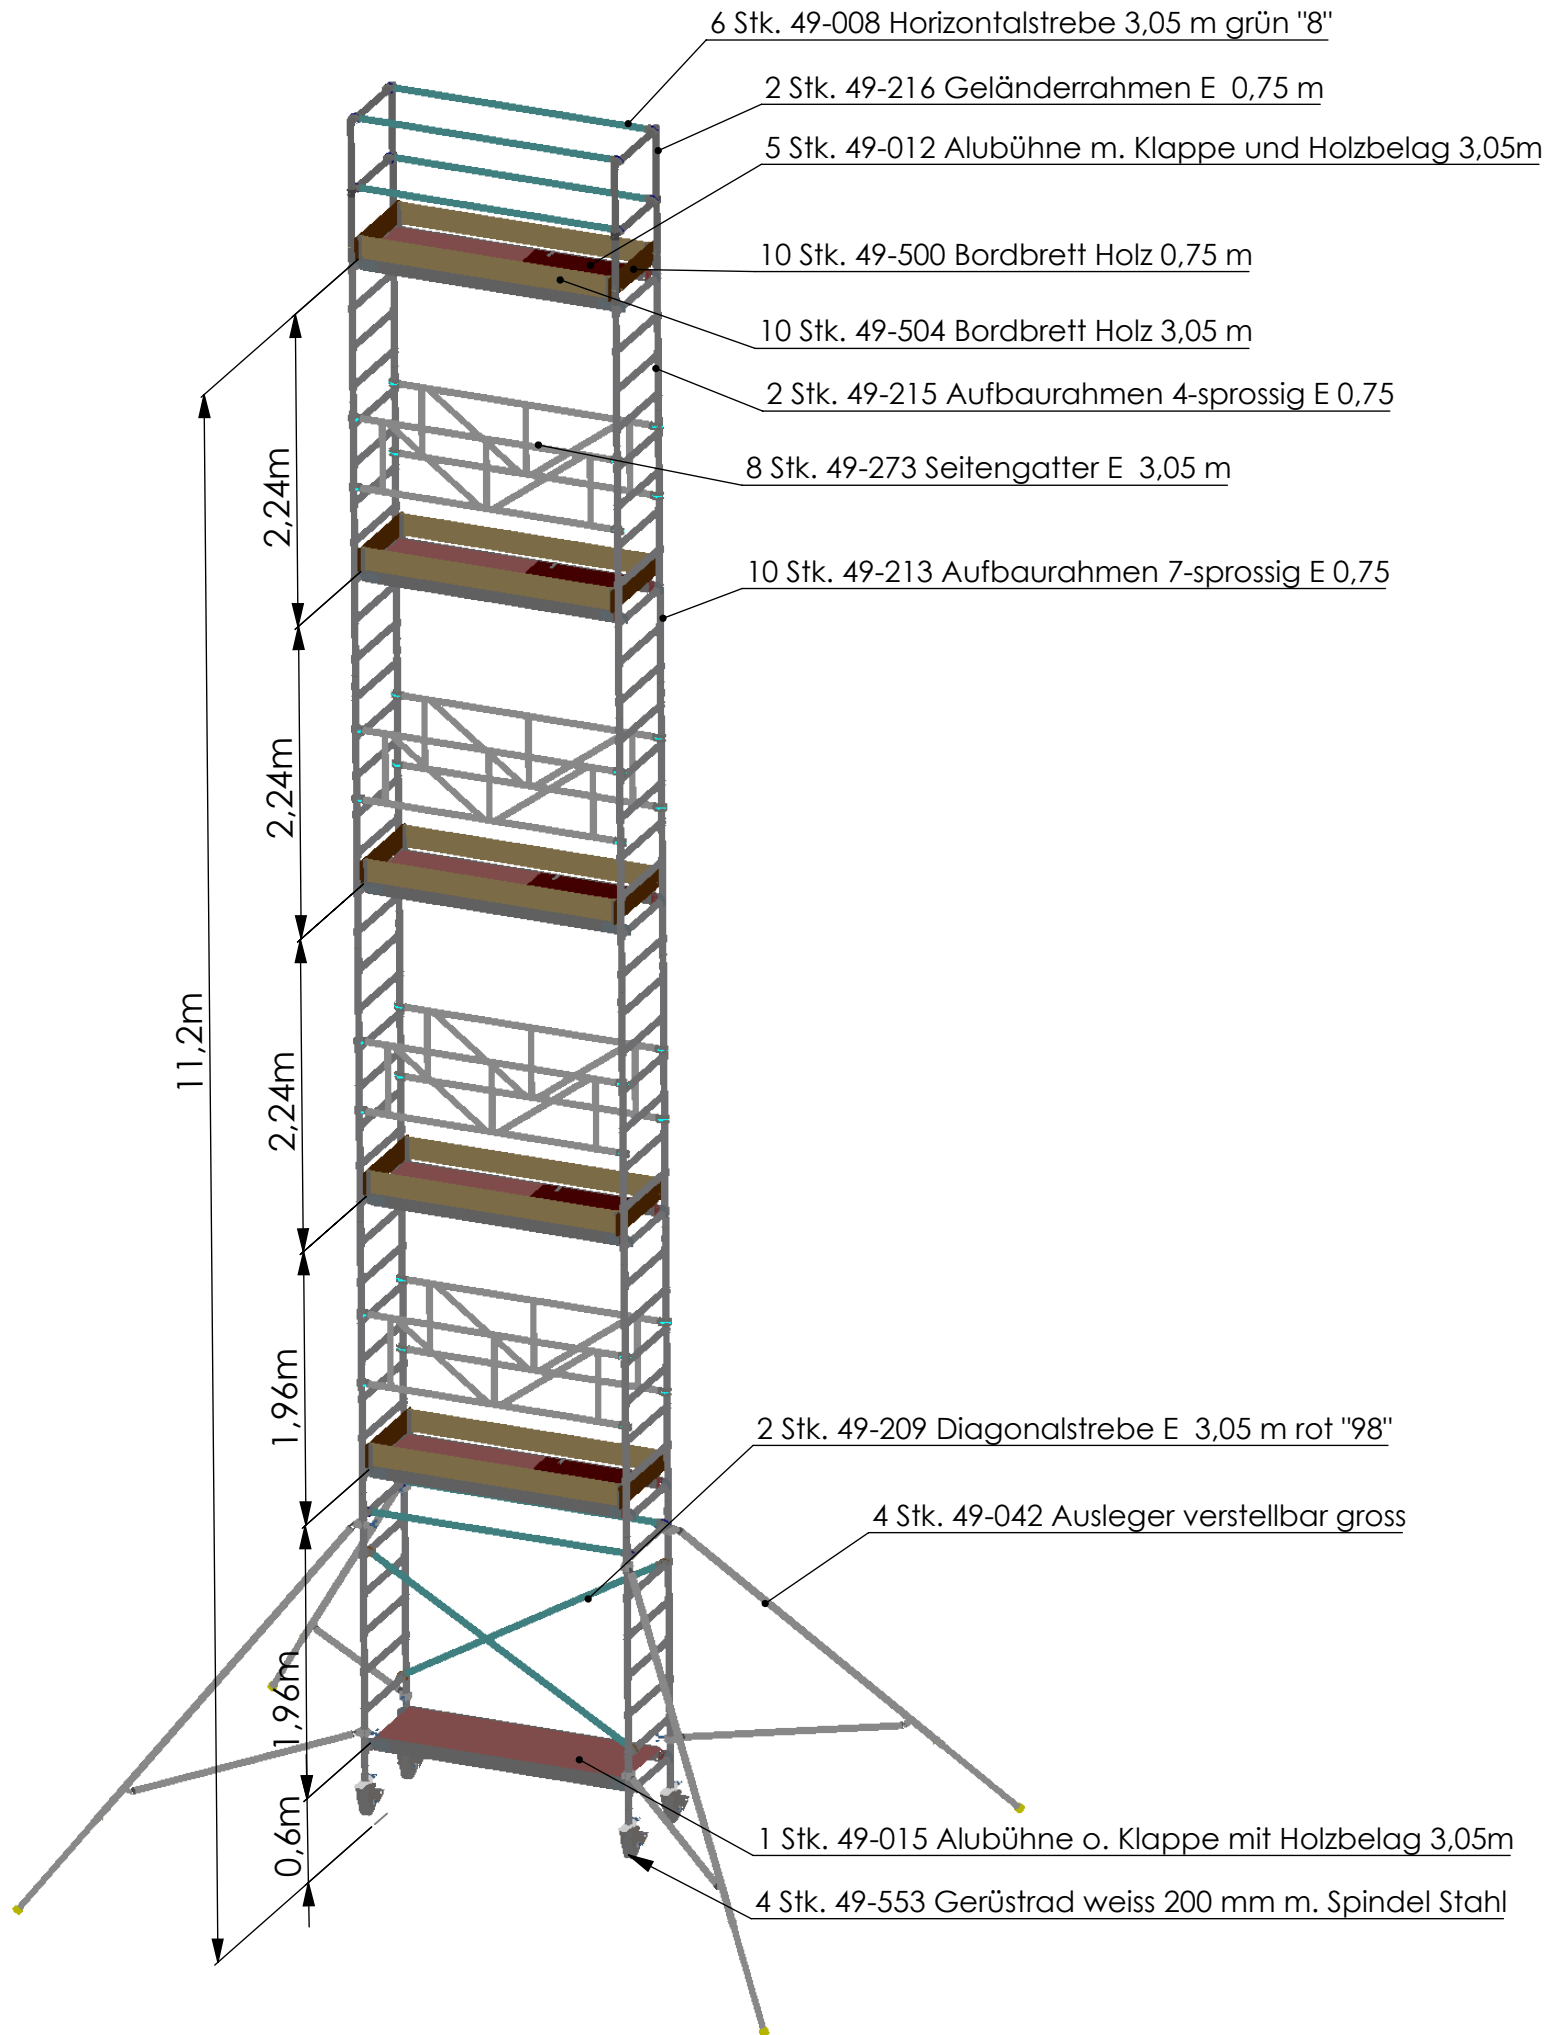 6 Stk. 49-008 Horizontalstrebe 3,05 m grün "8"
2 Stk. 49-216 Geländerrahmen E  0,75 m
5 Stk. 49-012 Alubühne m. Klappe und Holzbelag 3,05m
10 Stk. 49-500 Bordbrett Holz 0,75 m
10 Stk. 49-504 Bordbrett Holz 3,05 m
2 Stk. 49-215 Aufbaurahmen 4-sprossig E 0,75
8 Stk. 49-273 Seitengatter E  3,05 m
10 Stk. 49-213 Aufbaurahmen 7-sprossig E 0,75
2,24m
2,24m
11,2m
2,24m
1,96m
2 Stk. 49-209 Diagonalstrebe E  3,05 m rot "98"
4 Stk. 49-042 Ausleger verstellbar gross
1,96m
0,6m
1 Stk. 49-015 Alubühne o. Klappe mit Holzbelag 3,05m
4 Stk. 49-553 Gerüstrad weiss 200 mm m. Spindel Stahl